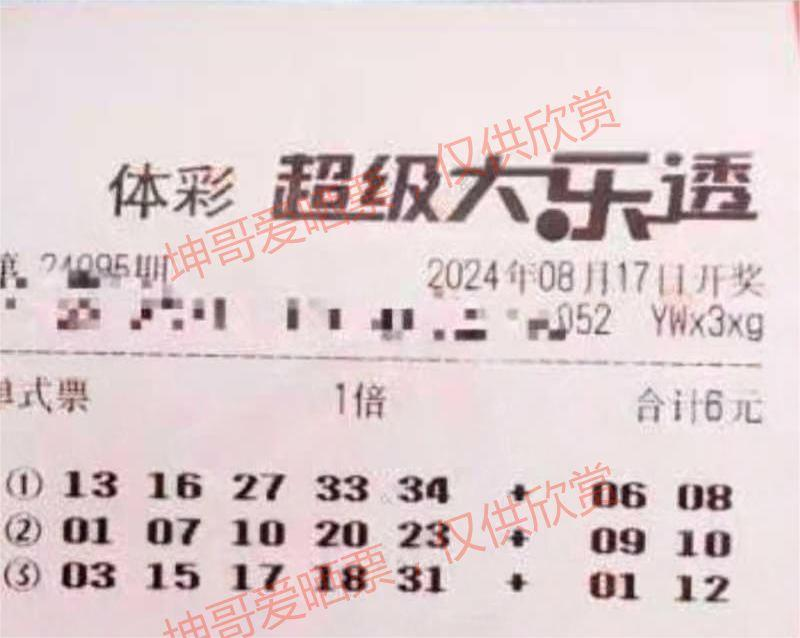 体彩 超级大乐透
第 24095期 2024年08月17日开奖
052 YWx3xg
单式票 1倍 合计6元
① 13 16 27 33 34 + 06 08
② 01 07 10 20 23 + 09 10
③ 03 15 17 18 31 + 01 12
坤哥爱晒票，仅供欣赏
坤哥爱晒票，仅供欣赏